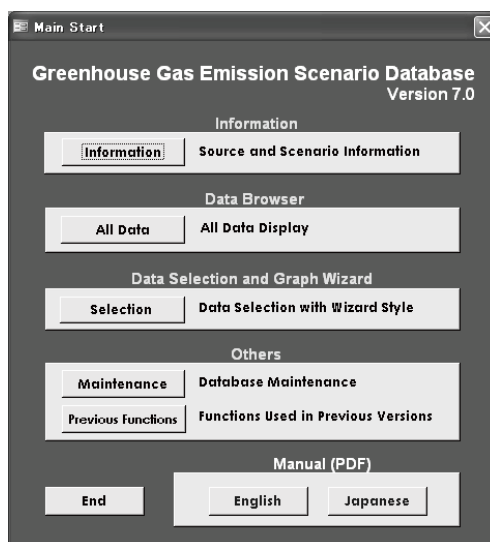 Main Start
Greenhouse Gas Emission Scenario Database
Version 7.0
Information
Information Source and Scenario Information
Data Browser
All Data All Data Display
Data Selection and Graph Wizard
Selection Data Selection with Wizard Style
Others
Maintenance Database Maintenance
Previous Functions Functions Used in Previous Versions
Manual (PDF)
End English Japanese